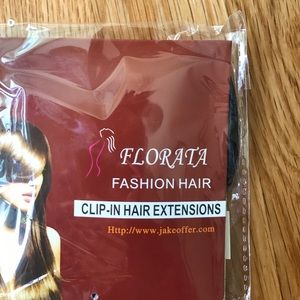 FLORATA
FASHION HAIR
CLIP-IN HAIR EXTENSIONS
Http://www.jakeoffer.com